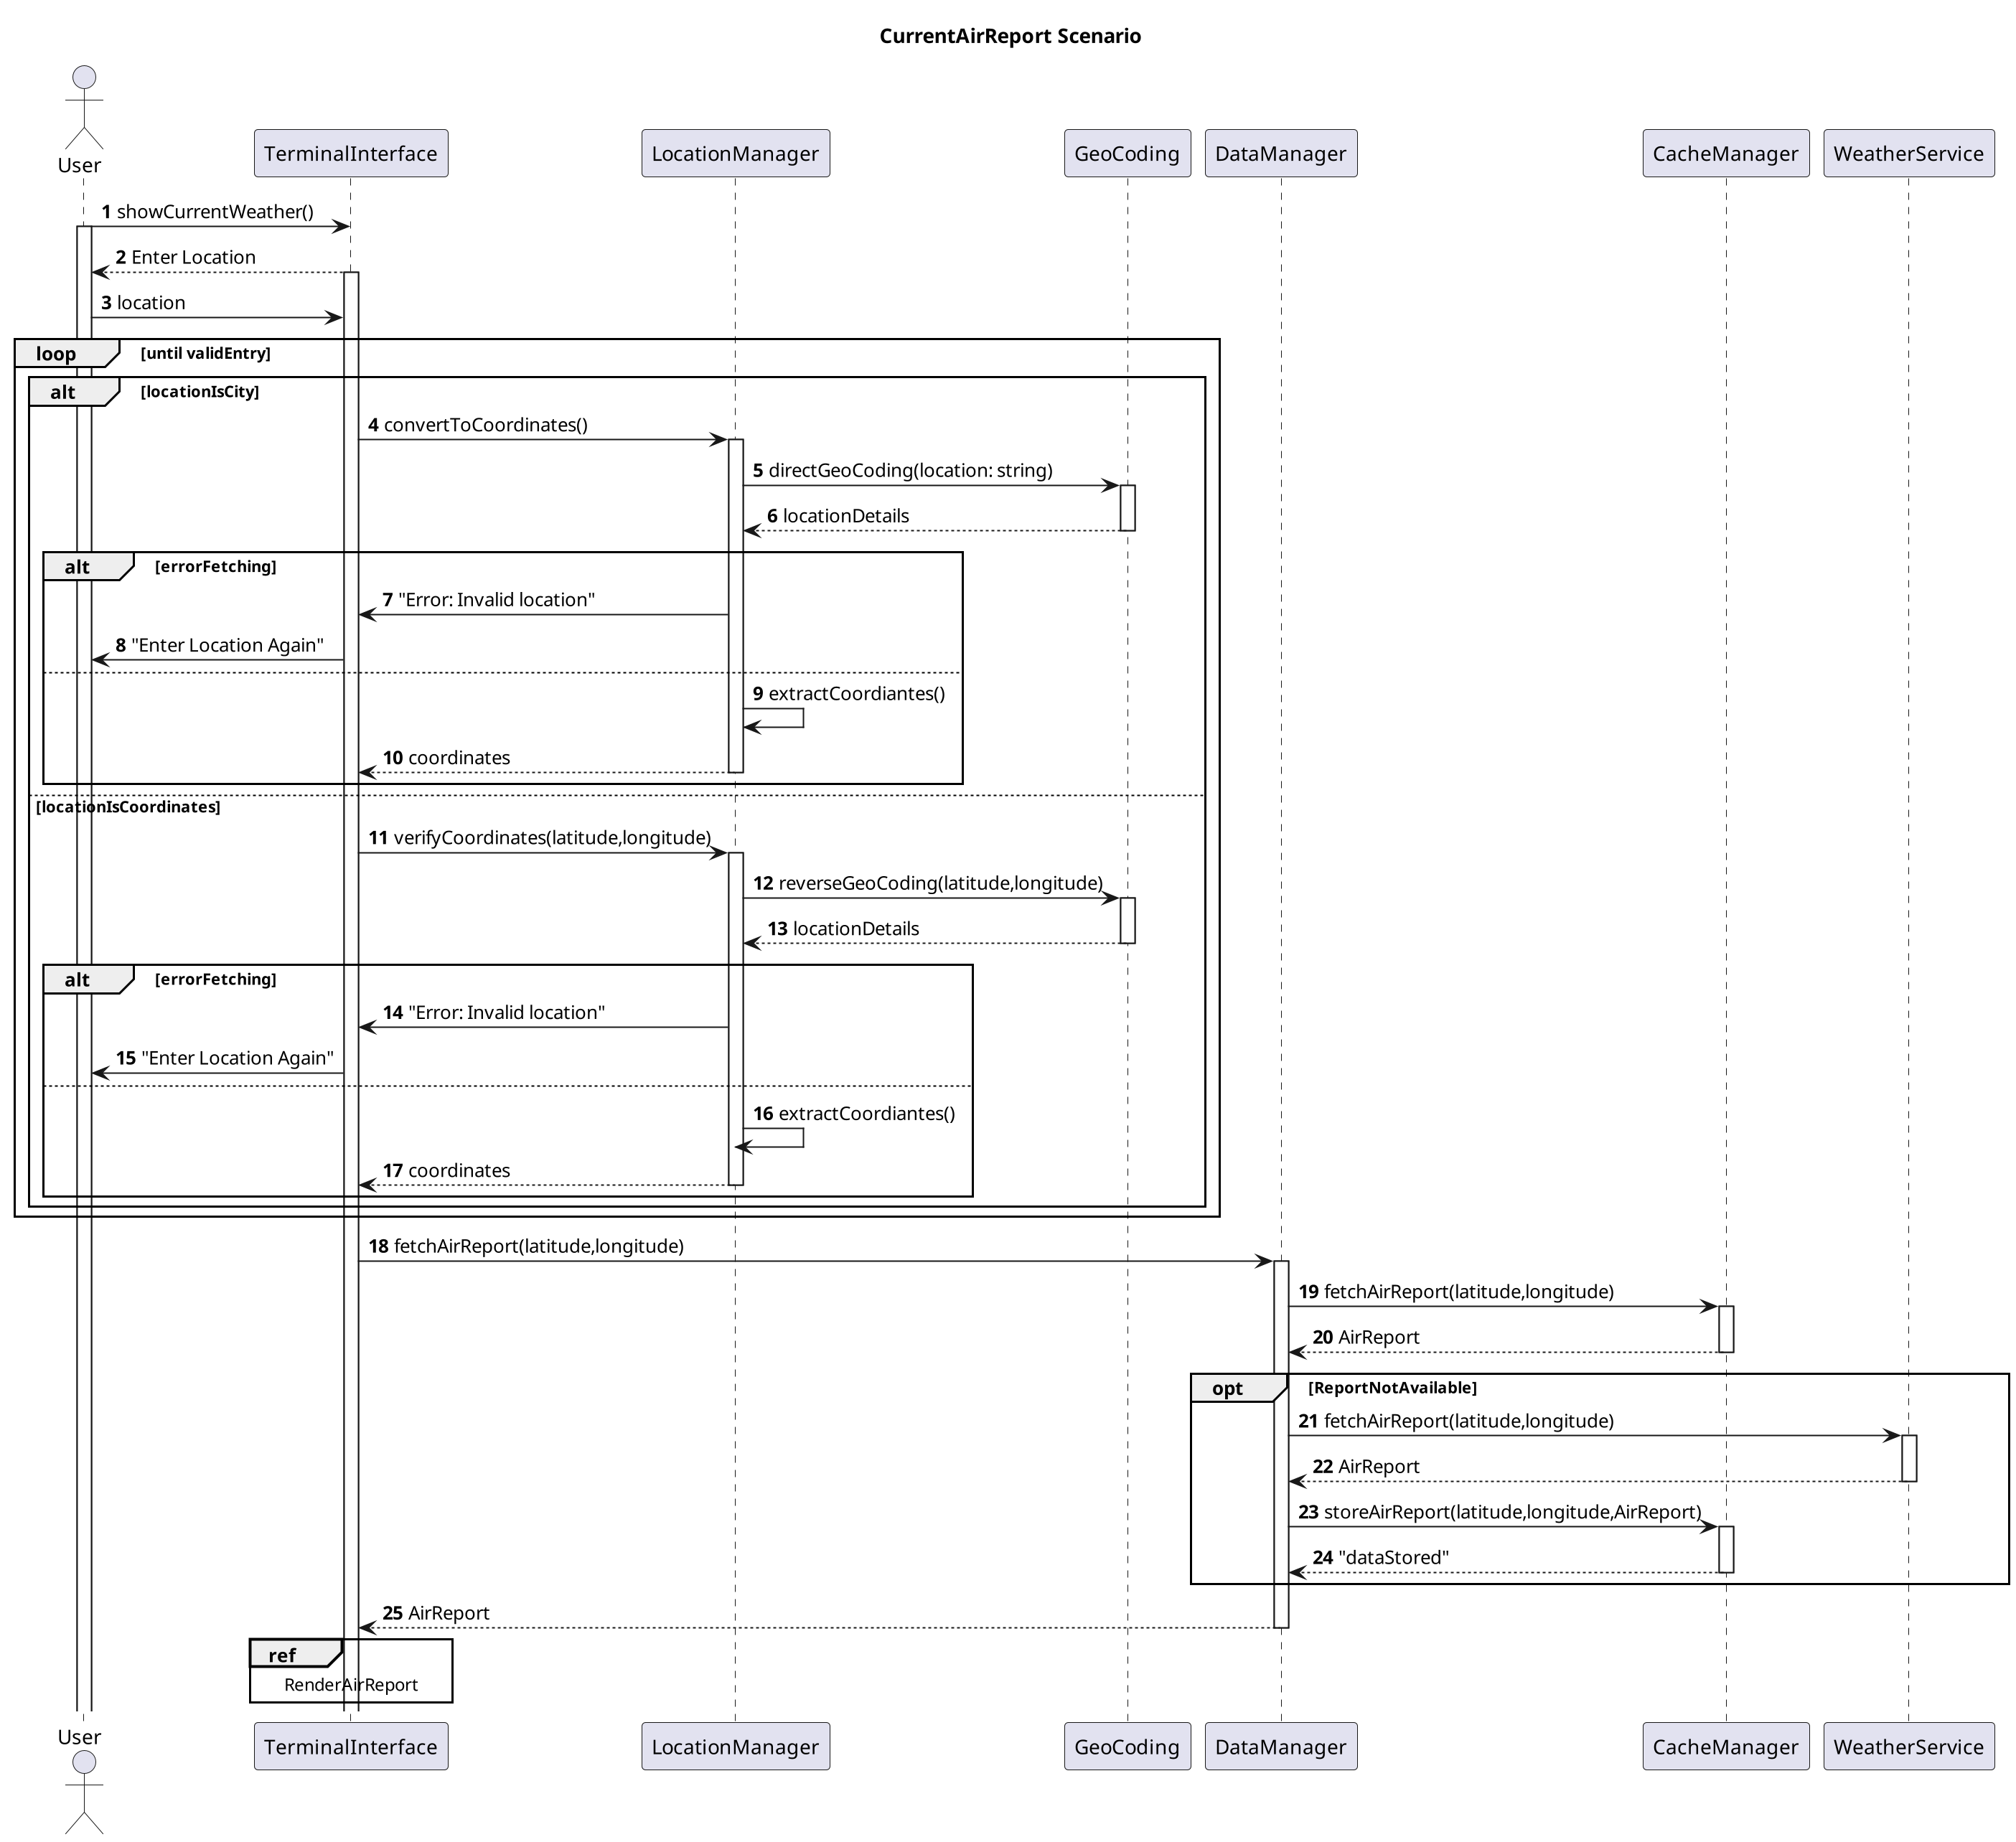 CurrentAirReport Scenario
User
TerminalInterface
LocationManager
GeoCoding
DataManager
CacheManager
WeatherService
1 showCurrentWeather()
2 Enter Location
3 location
loop [until validEntry]
alt [locationIsCity]
4 convertToCoordinates()
5 directGeoCoding(location: string)
6 locationDetails
alt [errorFetching]
7 "Error: Invalid location"
8 "Enter Location Again"
9 extractCoordiantes()
10 coordinates
[locationIsCoordinates]
11 verifyCoordinates(latitude,longitude)
12 reverseGeoCoding(latitude,longitude)
13 locationDetails
alt [errorFetching]
14 "Error: Invalid location"
15 "Enter Location Again"
16 extractCoordiantes()
17 coordinates
18 fetchAirReport(latitude,longitude)
19 fetchAirReport(latitude,longitude)
20 AirReport
opt [ReportNotAvailable]
21 fetchAirReport(latitude,longitude)
22 AirReport
23 storeAirReport(latitude,longitude,AirReport)
24 "dataStored"
25 AirReport
ref
RenderAirReport
User
TerminalInterface
LocationManager
GeoCoding
DataManager
CacheManager
WeatherService